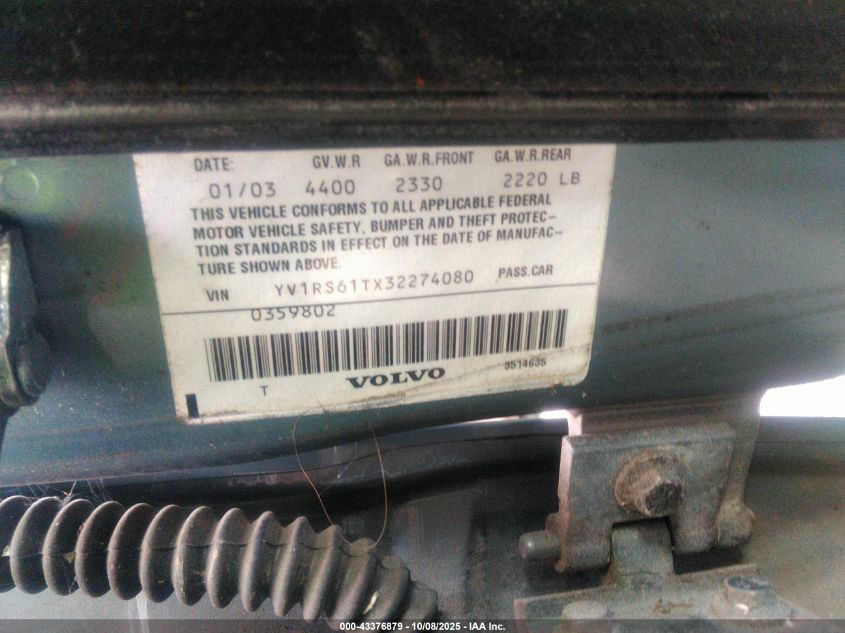 DATE: GV.W.R GA.W.R.FRONT GA.W.R.REAR
01/03 4400 2330 2220 LB
THIS VEHICLE CONFORMS TO ALL APPLICABLE FEDERAL
MOTOR VEHICLE SAFETY, BUMPER AND THEFT PROTEC-
TION STANDARDS IN EFFECT ON THE DATE OF MANUFAC-
TURE SHOWN ABOVE.
VIN YV1RS61TX32274080 PASS.CAR
0359802
T VOLVO 3514635
000-43376879 - 10/08/2025 - IAA Inc.